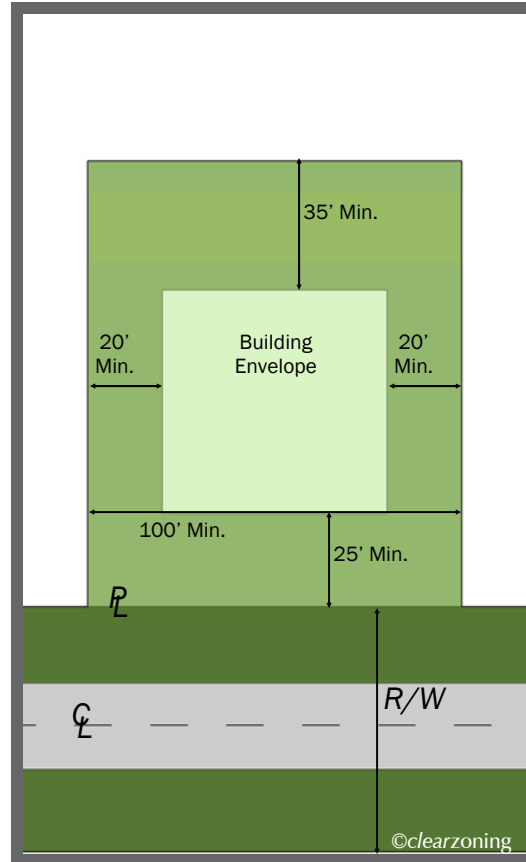 35’ Min.
20’
Min.
Building
Envelope
20’
Min.
100’ Min.
25’ Min.
PL
R/W
CL
©clearzoning